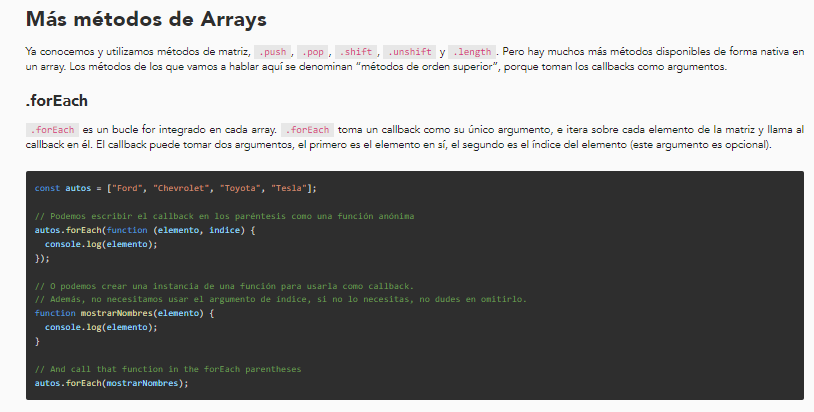 Más métodos de Arrays
Ya conocemos y utilizamos métodos de matriz, .push, .pop, .shift, .unshift y .length. Pero hay muchos más métodos disponibles de forma nativa en
un array. Los métodos de los que vamos a hablar aquí se denominan “métodos de orden superior”, porque toman los callbacks como argumentos.
.forEach
.forEach es un bucle for integrado en cada array. .forEach toma un callback como su único argumento, e itera sobre cada elemento de la matriz y llama al
callback en él. El callback puede tomar dos argumentos, el primero es el elemento en sí, el segundo es el índice del elemento (este argumento es opcional).
const autos = ["Ford", "Chevrolet", "Toyota", "Tesla"];
// Podemos escribir el callback en los paréntesis como una función anónima
autos.forEach(function (elemento, indice) {
  console.log(elemento);
});
// O podemos crear una instancia de una función para usarla como callback.
// Además, no necesitamos usar el argumento de índice, si no lo necesitas, no dudes en omitirlo.
function mostrarNombres(elemento) {
  console.log(elemento);
}
// And call that function in the forEach parentheses
autos.forEach(mostrarNombres);